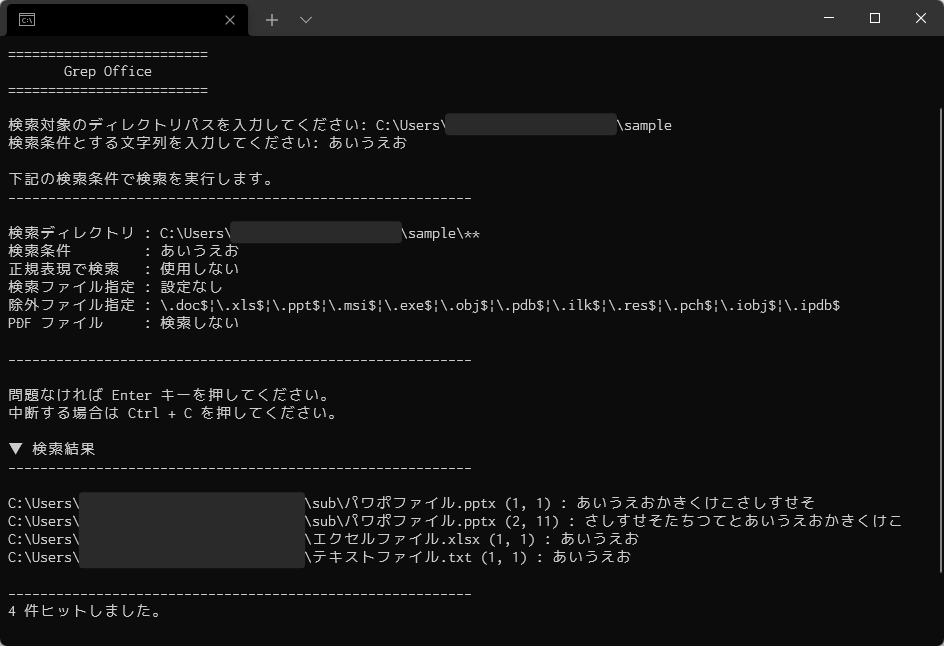 =========================
Grep Office
=========================
検索対象のディレクトリパスを入力してください: C:\Users\ \sample
検索条件とする文字列を入力してください: あいうえお
下記の検索条件で検索を実行します。
----------------------------------------------------------
検索ディレクトリ : C:\Users\ \sample\**
検索条件 : あいうえお
正規表現で検索 : 使用しない
検索ファイル指定 : 設定なし
除外ファイル指定 : \.doc$¦\.xls$¦\.ppt$¦\.msi$¦\.exe$¦\.obj$¦\.pdb$¦\.ilk$¦\.res$¦\.pch$¦\.iobj$¦\.ipdb$
PDF ファイル : 検索しない
----------------------------------------------------------
問題なければ Enter キーを押してください。
中断する場合は Ctrl + C を押してください。
▼ 検索結果
----------------------------------------------------------
C:\Users\ \sub\パワポファイル.pptx (1, 1) : あいうえおかきくけこさしすせそ
C:\Users\ \sub\パワポファイル.pptx (2, 11) : さしすせそたちつてとあいうえおかきくけこ
C:\Users\ \エクセルファイル.xlsx (1, 1) : あいうえお
C:\Users\ \テキストファイル.txt (1, 1) : あいうえお
----------------------------------------------------------
4 件ヒットしました。